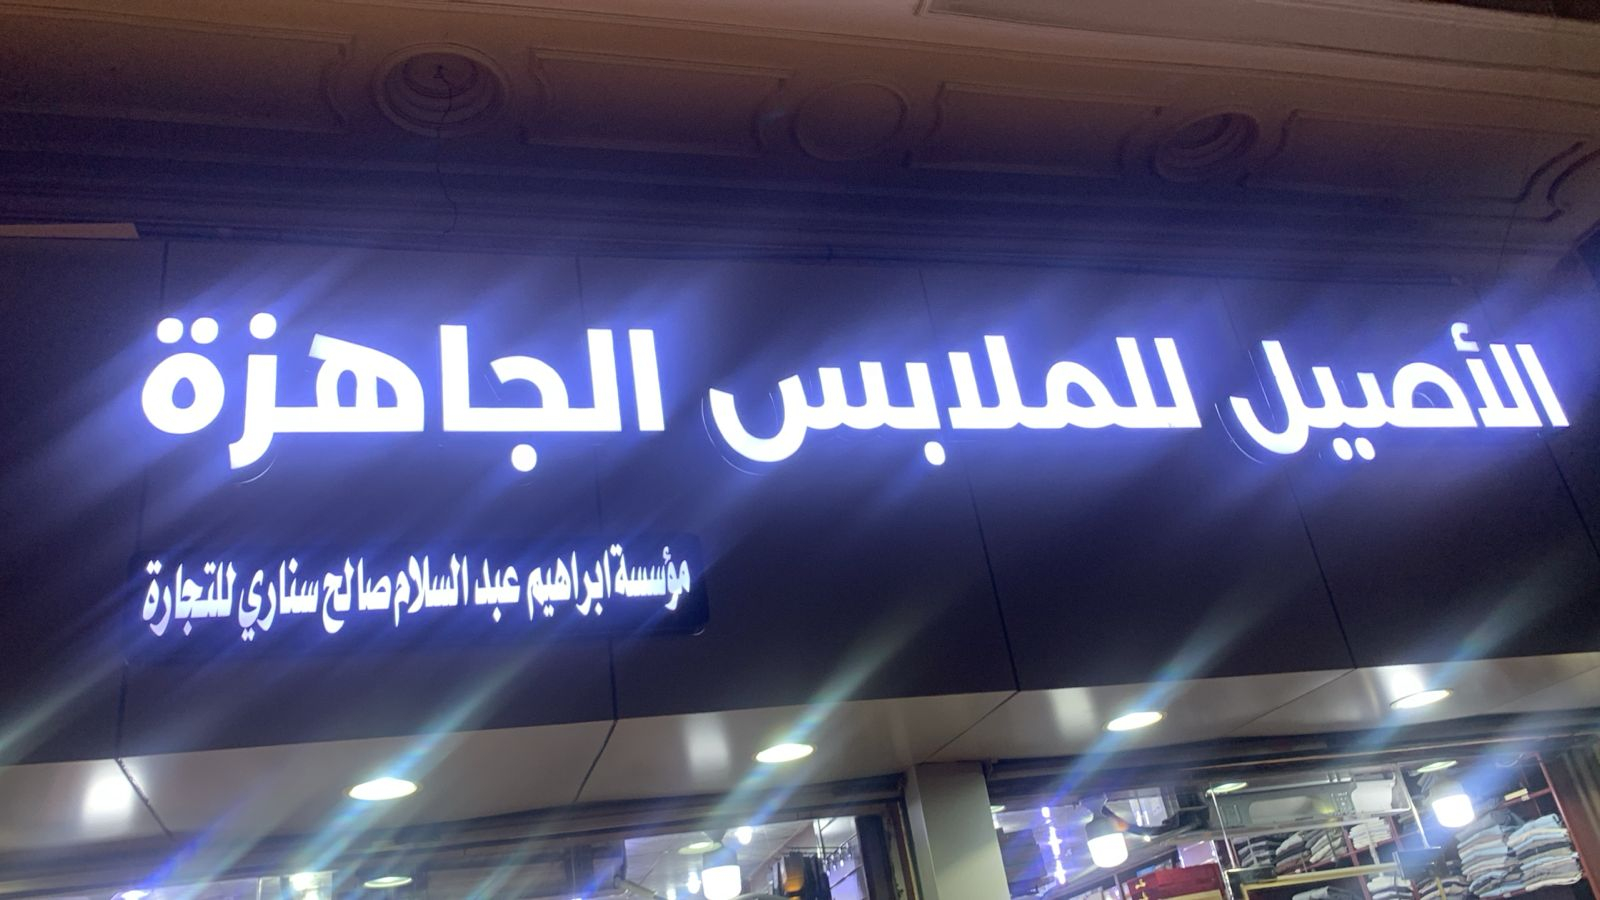 الأصيل للملابس الجاهزة
مؤسسة ابراهيم عبد السلام صالح سناري للتجارة